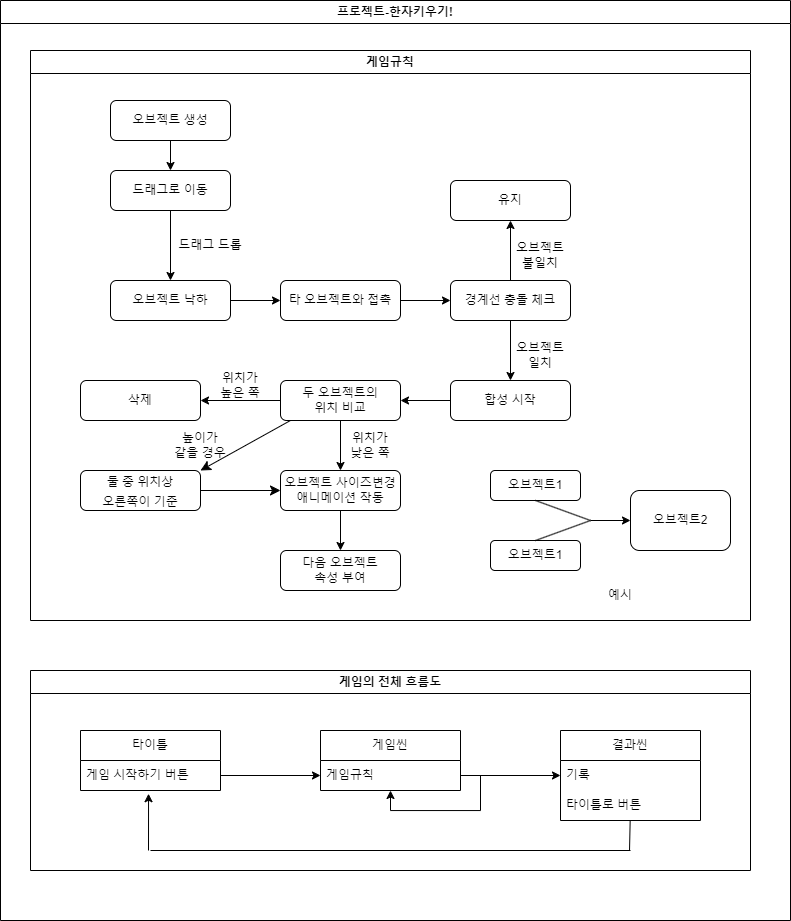 프로젝트-한자키우기!
게임규칙
오브젝트 생성
드래그로 이동
드래그 드롭
오브젝트 낙하
타 오브젝트와 접촉
경계선 충돌 체크
유지
오브젝트
불일치
오브젝트
일치
합성 시작
두 오브젝트의
위치 비교
위치가
높은 쪽
삭제
높이가
같을 경우
둘 중 위치상
오른쪽이 기준
위치가
낮은 쪽
오브젝트 사이즈변경
애니메이션 작동
다음 오브젝트
속성 부여
오브젝트1
오브젝트1
오브젝트2
예시
게임의 전체 흐름도
타이틀
게임 시작하기 버튼
게임씬
게임규칙
결과씬
기록
타이틀로 버튼